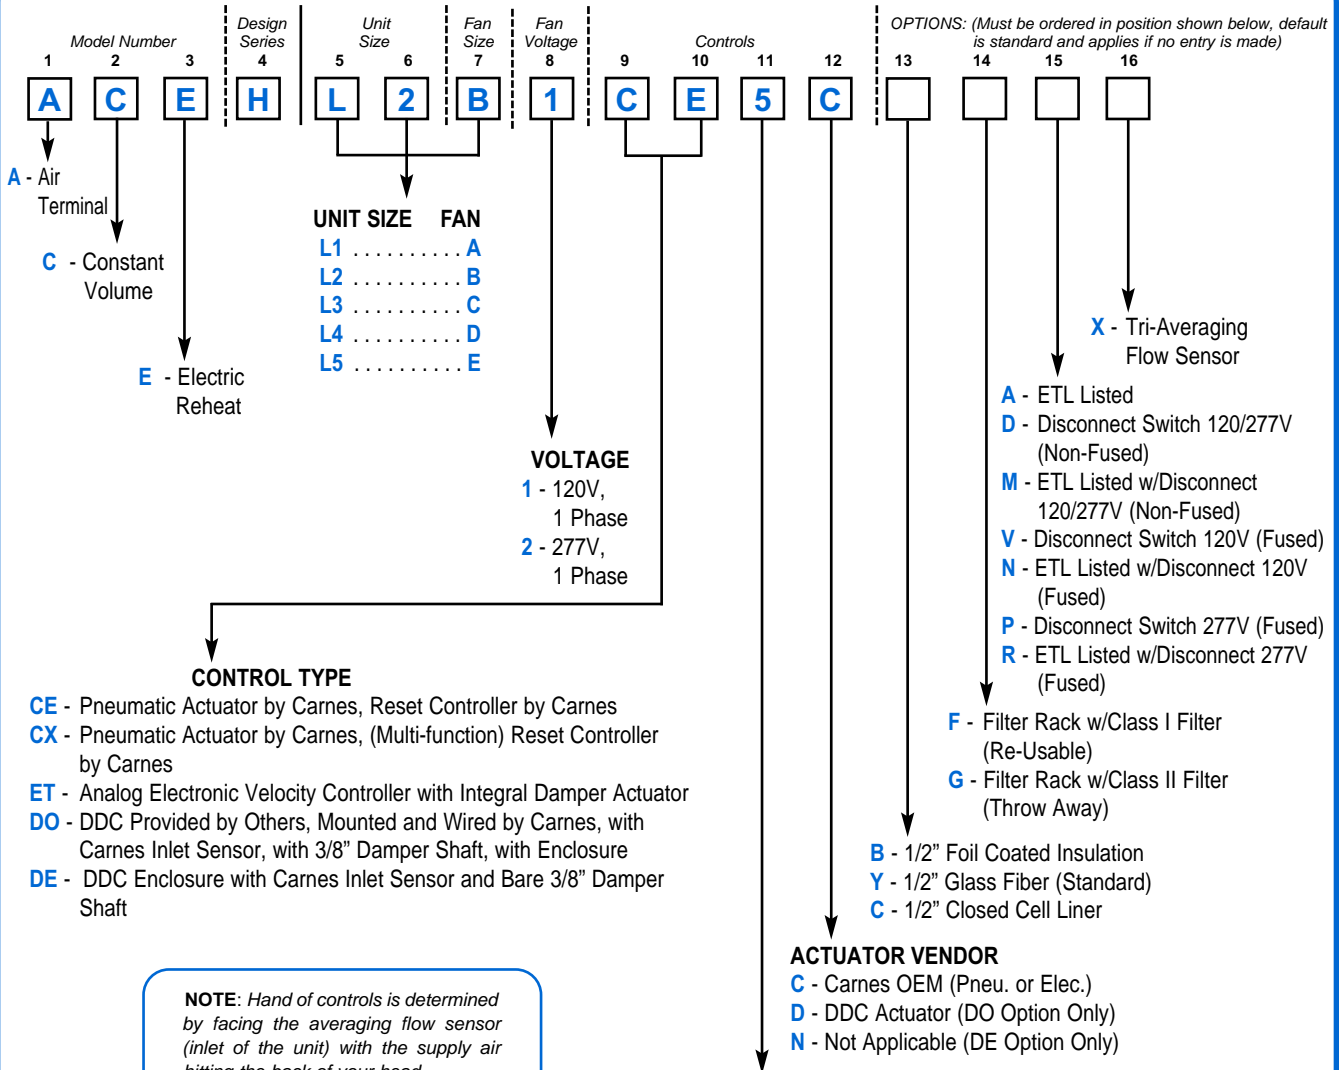 Model Number
Design Series
Unit Size
Fan Size
Fan Voltage
Controls
OPTIONS: (Must be ordered in position shown below, default
is standard and applies if no entry is made)
1 2 3 4 5 6 7 8 9 10 11 12 13 14 15 16
A C E H L 2 B 1 C E 5 C
A - Air
Terminal
C - Constant
Volume
E - Electric
Reheat
UNIT SIZE FAN
L1 . . . . . . . . . . A
L2 . . . . . . . . . . B
L3 . . . . . . . . . . C
L4 . . . . . . . . . . D
L5 . . . . . . . . . . E
VOLTAGE
1 - 120V,
1 Phase
2 - 277V,
1 Phase
X - Tri-Averaging
Flow Sensor
A - ETL Listed
D - Disconnect Switch 120/277V
(Non-Fused)
M - ETL Listed w/Disconnect
120/277V (Non-Fused)
V - Disconnect Switch 120V (Fused)
N - ETL Listed w/Disconnect 120V
(Fused)
P - Disconnect Switch 277V (Fused)
R - ETL Listed w/Disconnect 277V
(Fused)
F - Filter Rack w/Class I Filter
(Re-Usable)
G - Filter Rack w/Class II Filter
(Throw Away)
B - 1/2” Foil Coated Insulation
Y - 1/2” Glass Fiber (Standard)
C - 1/2” Closed Cell Liner
CONTROL TYPE
CE - Pneumatic Actuator by Carnes, Reset Controller by Carnes
CX - Pneumatic Actuator by Carnes, (Multi-function) Reset Controller
by Carnes
ET - Analog Electronic Velocity Controller with Integral Damper Actuator
DO - DDC Provided by Others, Mounted and Wired by Carnes, with
Carnes Inlet Sensor, with 3/8” Damper Shaft, with Enclosure
DE - DDC Enclosure with Carnes Inlet Sensor and Bare 3/8” Damper
Shaft
ACTUATOR VENDOR
C - Carnes OEM (Pneu. or Elec.)
D - DDC Actuator (DO Option Only)
N - Not Applicable (DE Option Only)
NOTE: Hand of controls is determined
by facing the averaging flow sensor
(inlet of the unit) with the supply air
hitting the back of your head